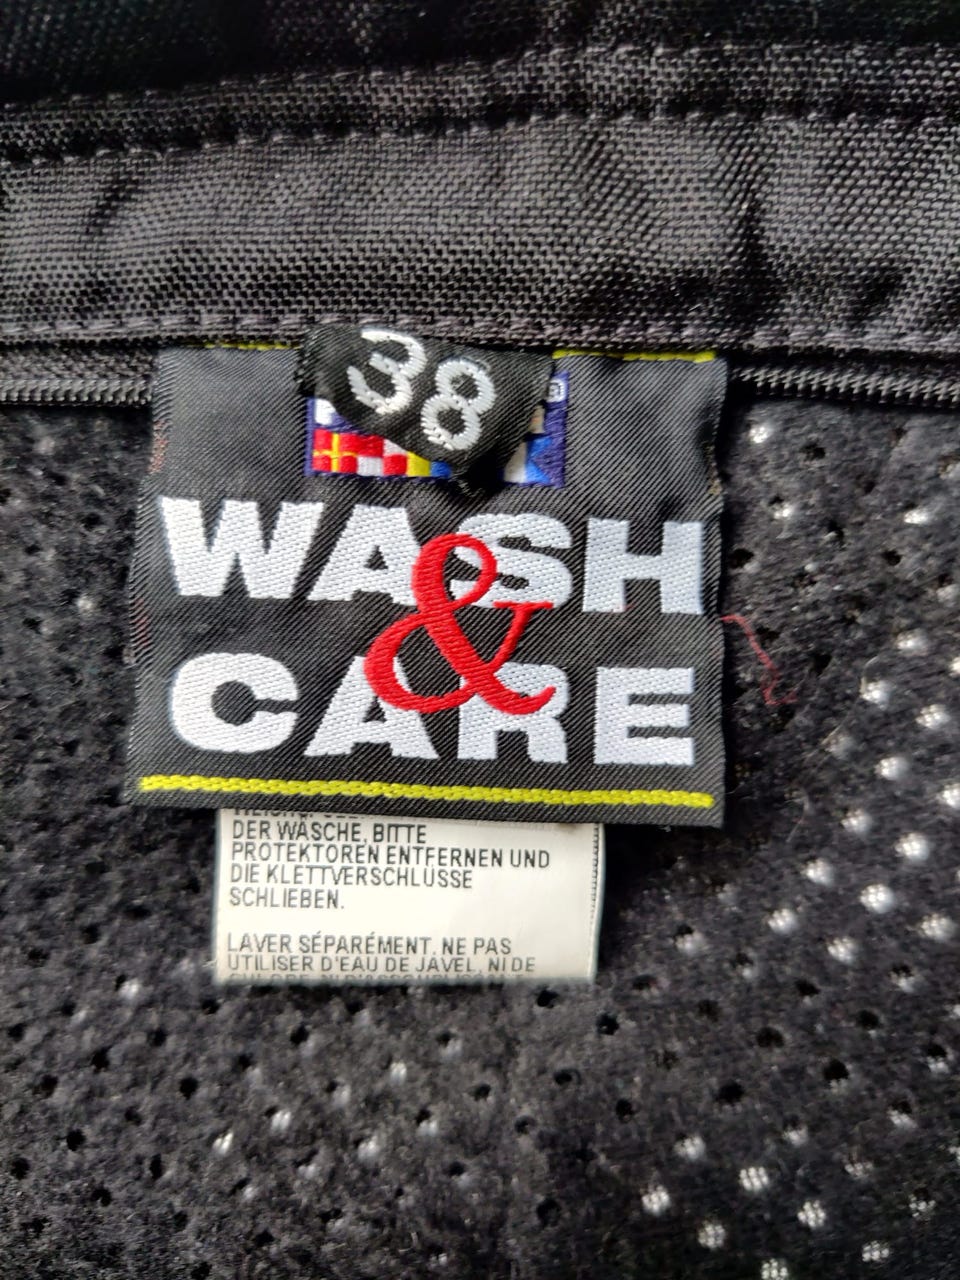 38
WASH
&
CARE
DER WÄSCHE, BITTE
PROTEKTOREN ENTFERNEN UND
DIE KLETTVERSCHLÜSSE
SCHLIEBEN.
LAVER SÉPARÉMENT. NE PAS
UTILISER D'EAU DE JAVEL, NI DE